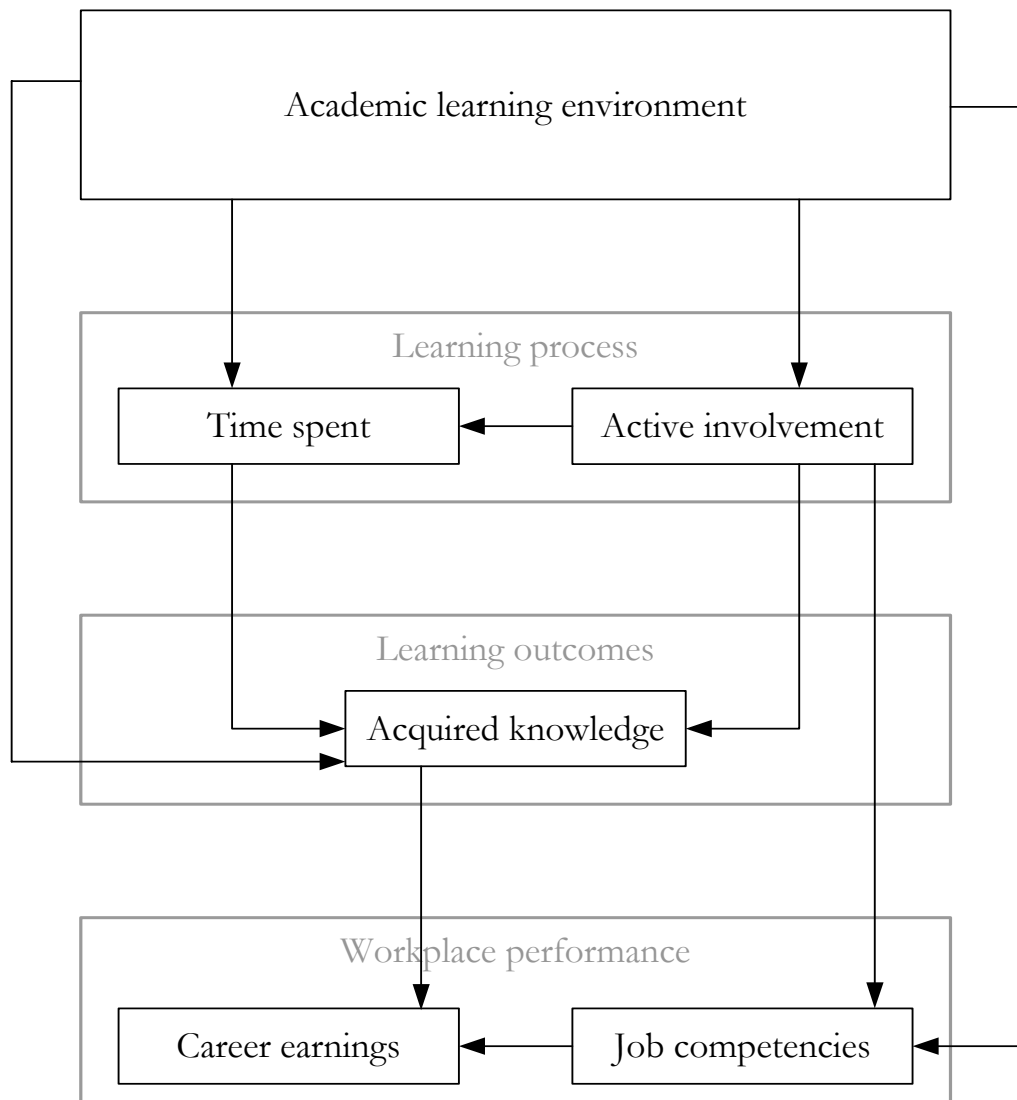 Academic learning environment
Learning process
Time spent
Active involvement
Learning outcomes
Acquired knowledge
Workplace performance
Career earnings
Job competencies